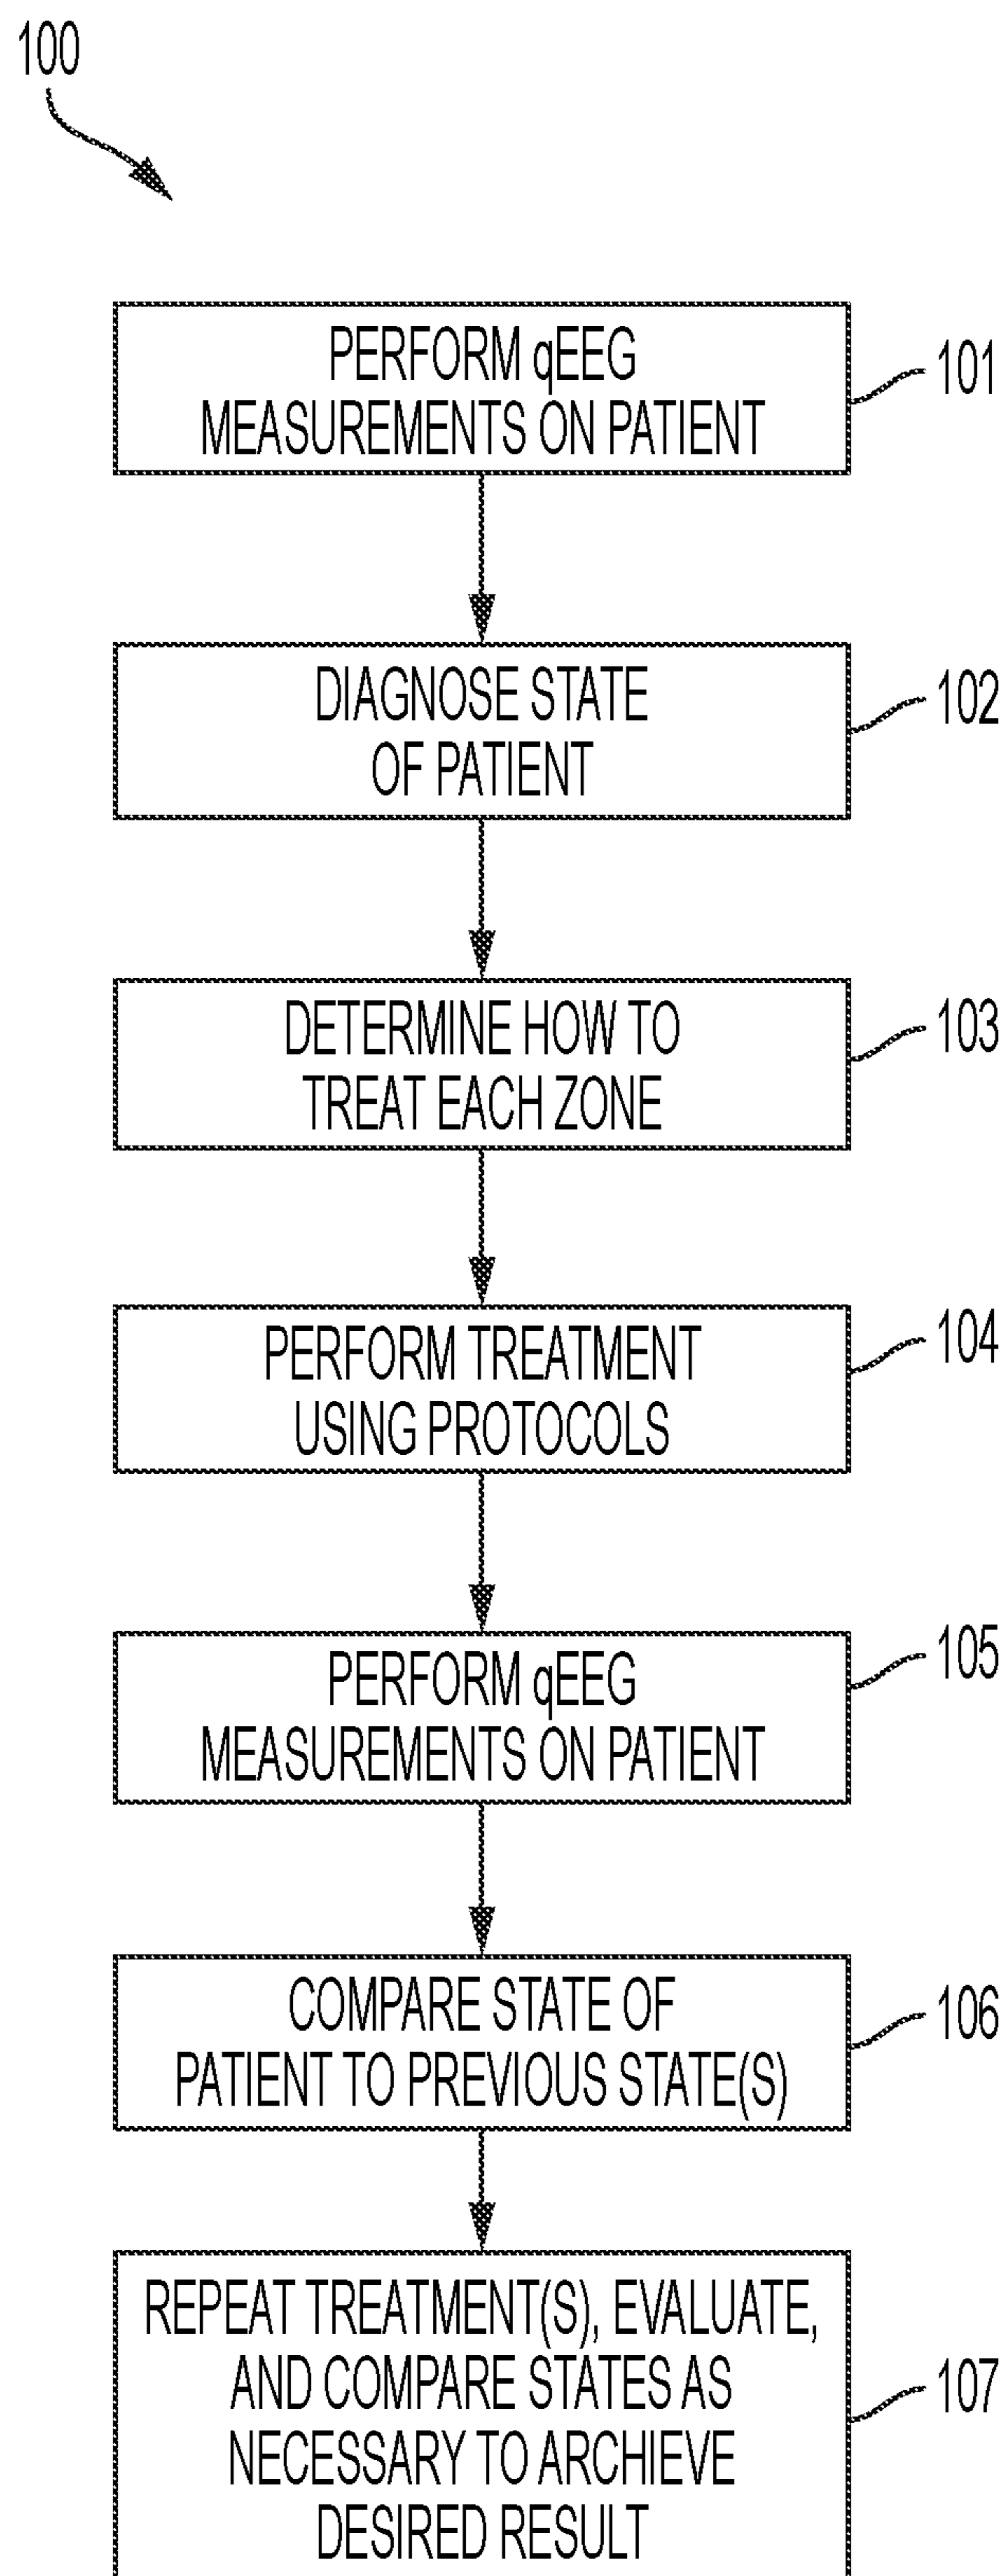 100
PERFORM qEEG
MEASUREMENTS ON PATIENT
101
DIAGNOSE STATE
OF PATIENT
102
DETERMINE HOW TO
TREAT EACH ZONE
103
PERFORM TREATMENT
USING PROTOCOLS
104
PERFORM qEEG
MEASUREMENTS ON PATIENT
105
COMPARE STATE OF
PATIENT TO PREVIOUS STATE(S)
106
REPEAT TREATMENT(S), EVALUATE,
AND COMPARE STATES AS
NECESSARY TO ARCHIEVE
DESIRED RESULT
107